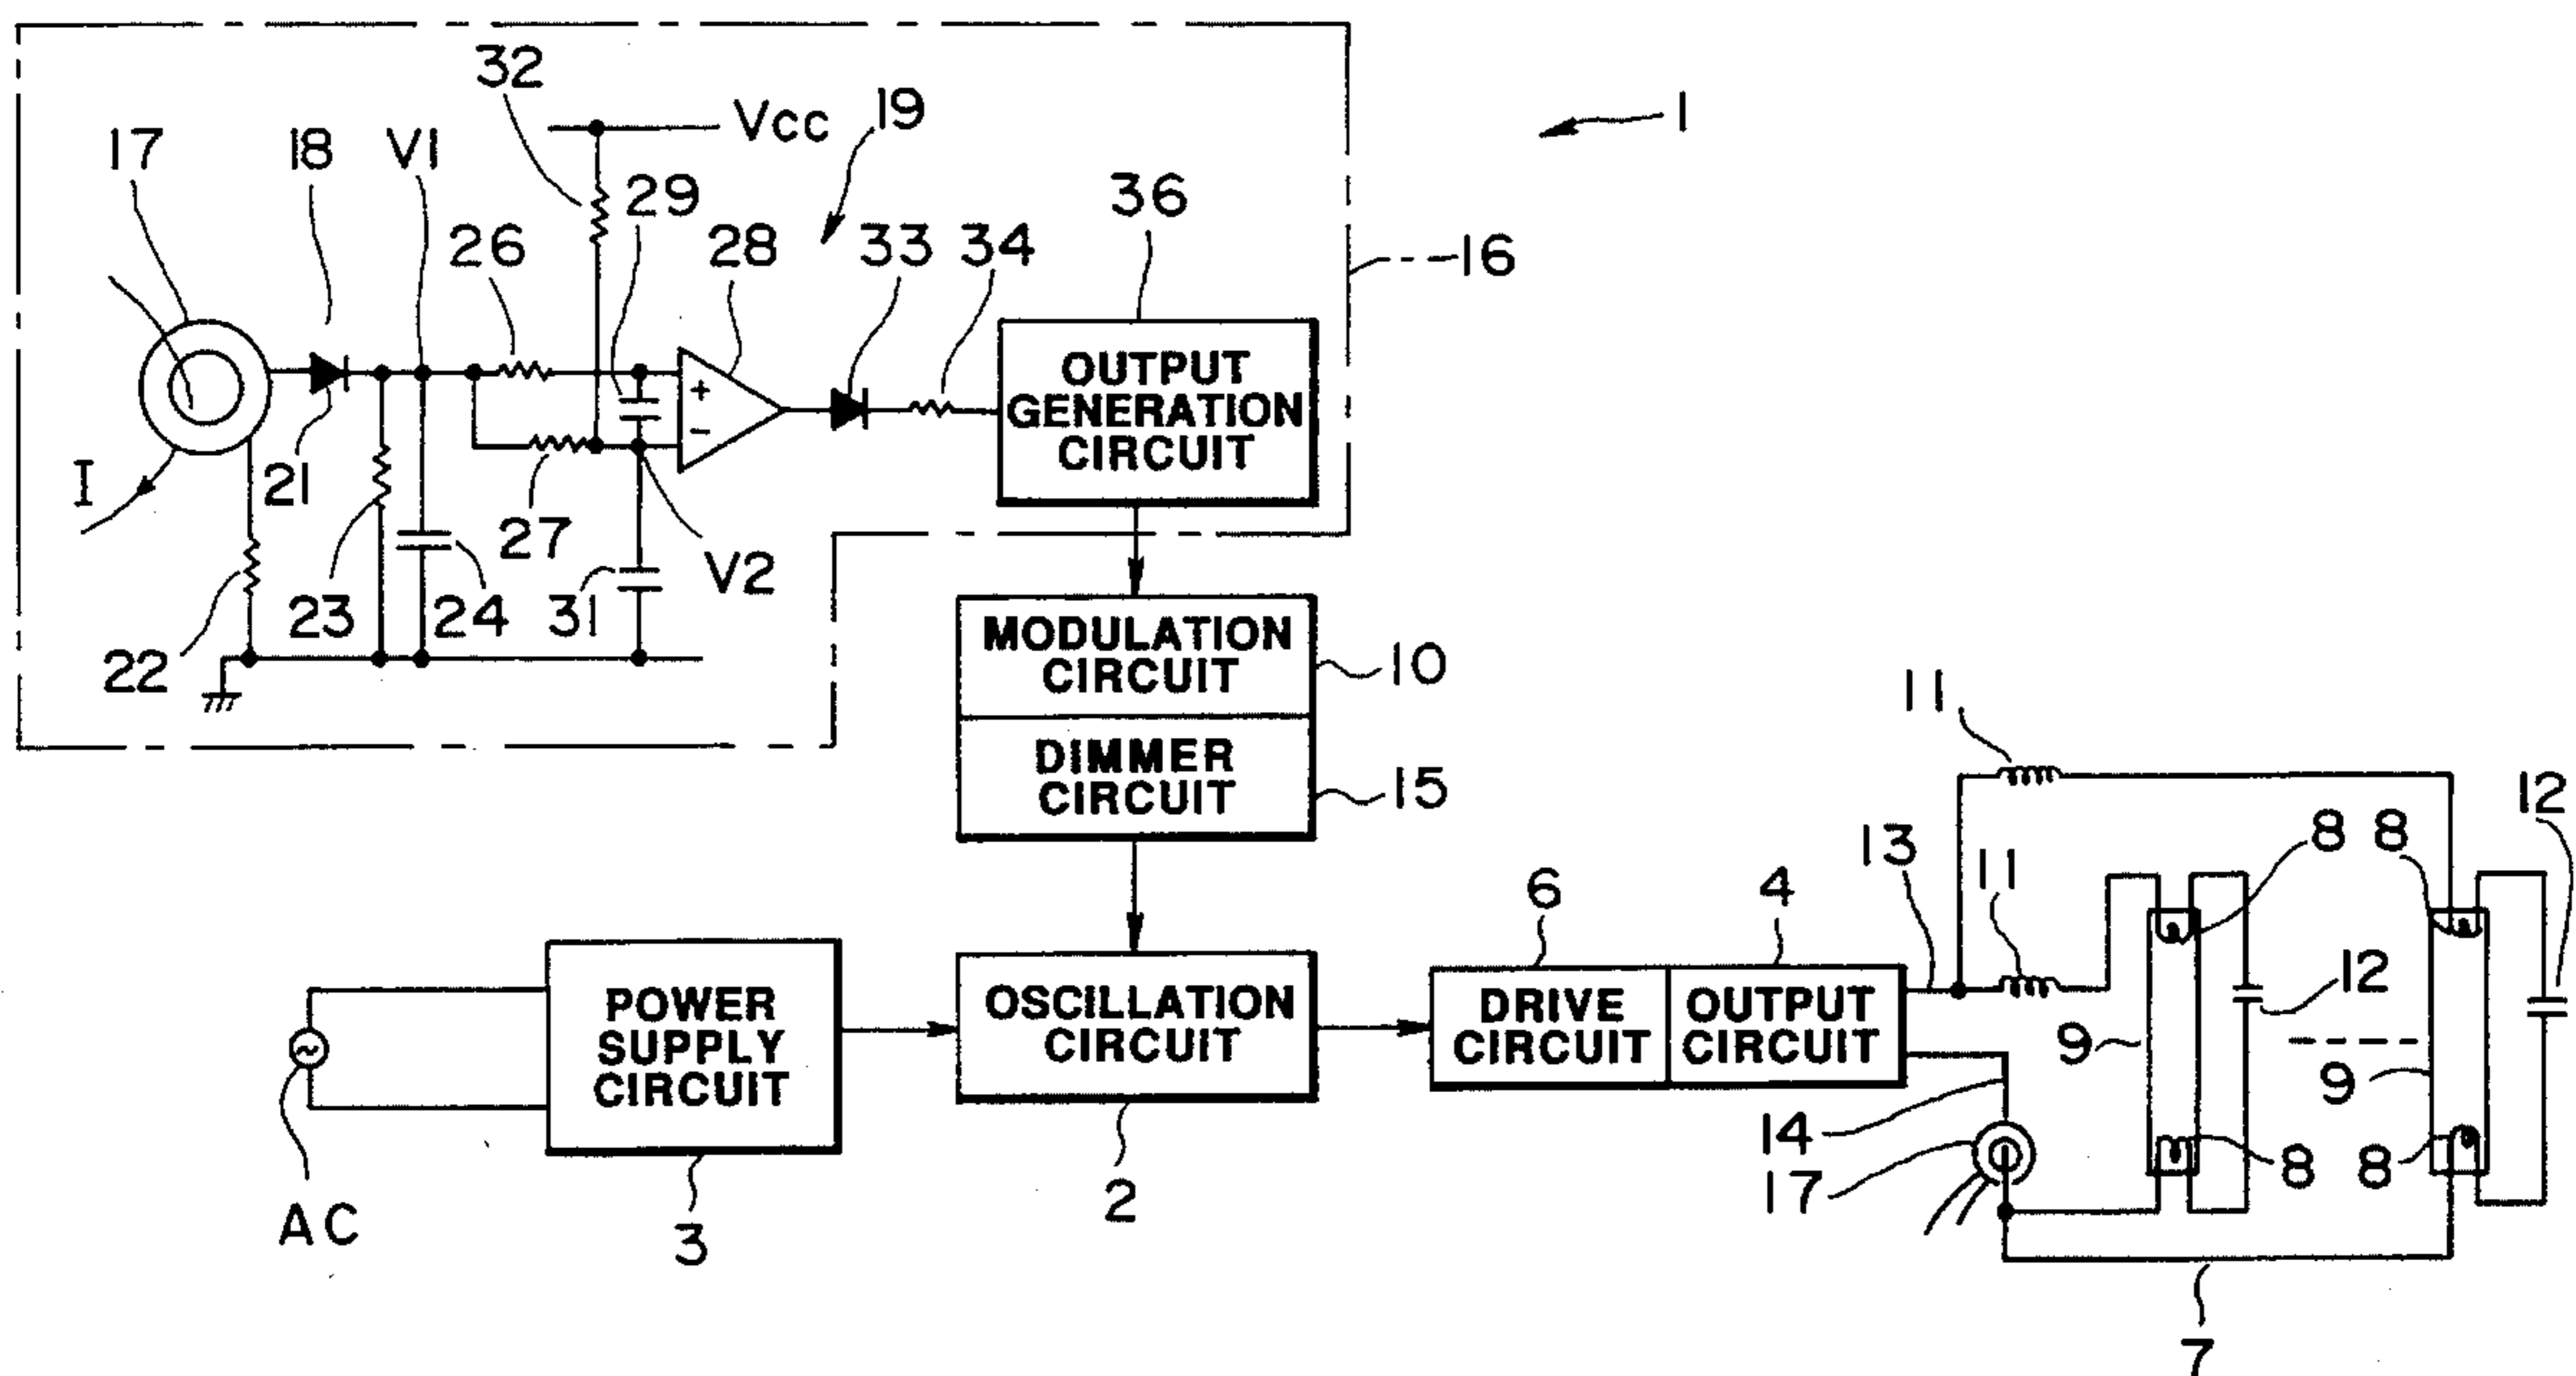 32
Vcc
19
1
17
18
V1
29
36
26
28
33
34
16
+
-
OUTPUT
GENERATION
CIRCUIT
I
21
27
V2
23
24
31
22
MODULATION
CIRCUIT
10
DIMMER
CIRCUIT
15
11
12
8
8
13
11
6
4
POWER
SUPPLY
CIRCUIT
OSCILLATION
CIRCUIT
DRIVE
CIRCUIT
OUTPUT
CIRCUIT
12
9
9
14
17
8
8
AC
3
2
7